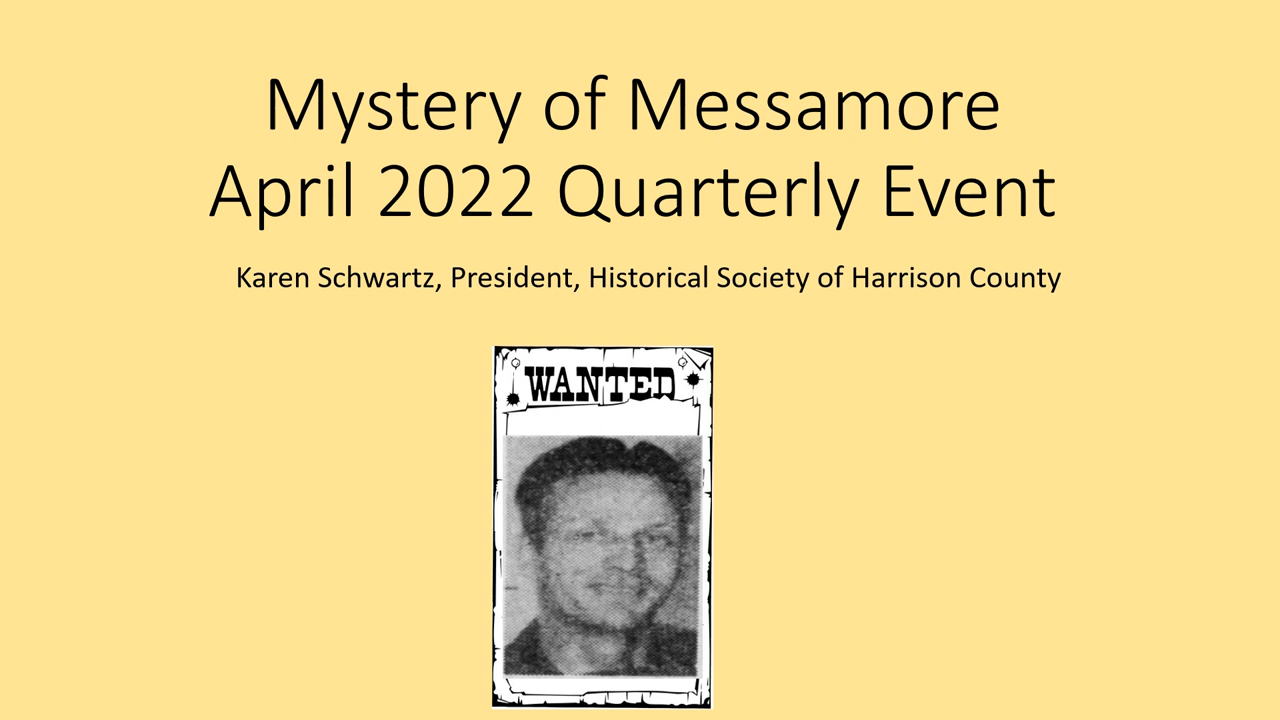 Mystery of Messamore
April 2022 Quarterly Event
Karen Schwartz, President, Historical Society of Harrison County
WANTED